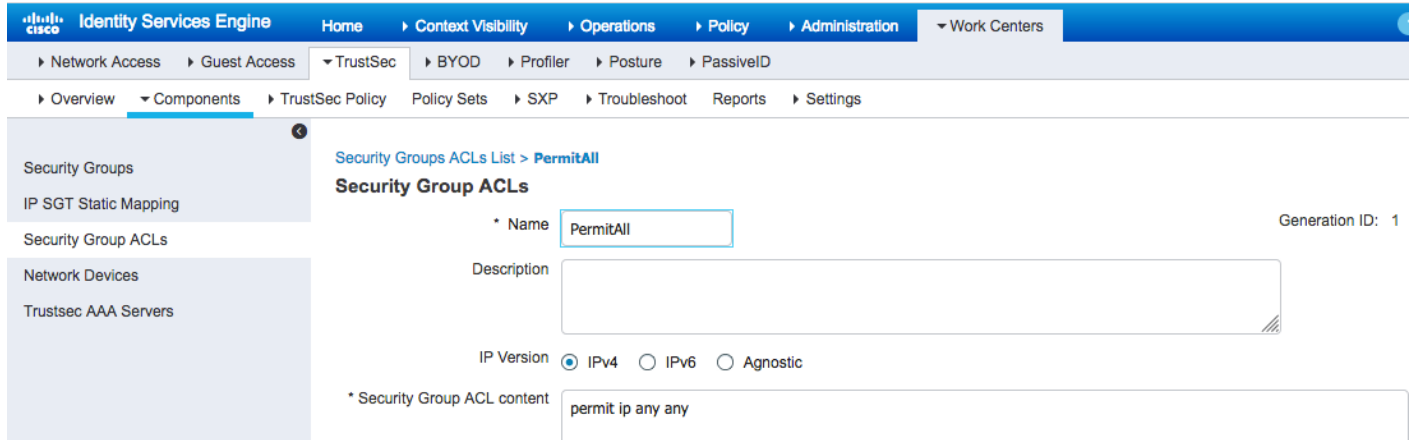 cisco Identity Services Engine Home Context Visibility Operations Policy Administration Work Centers
Network Access Guest Access TrustSec BYOD Profiler Posture PassiveID
Overview Components TrustSec Policy Policy Sets SXP Troubleshoot Reports Settings
Security Groups
IP SGT Static Mapping
Security Group ACLs
Network Devices
Trustsec AAA Servers
Security Groups ACLs List > PermitAll
Security Group ACLs
* Name PermitAll Generation ID: 1
Description
IP Version IPv4 IPv6 Agnostic
* Security Group ACL content permit ip any any